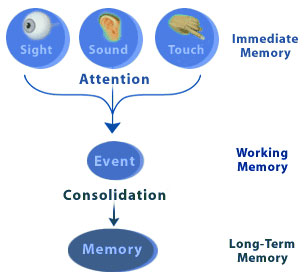 Sight
Sound
Touch
Immediate
Memory
Attention
Event
Working
Memory
Consolidation
Memory
Long-Term
Memory